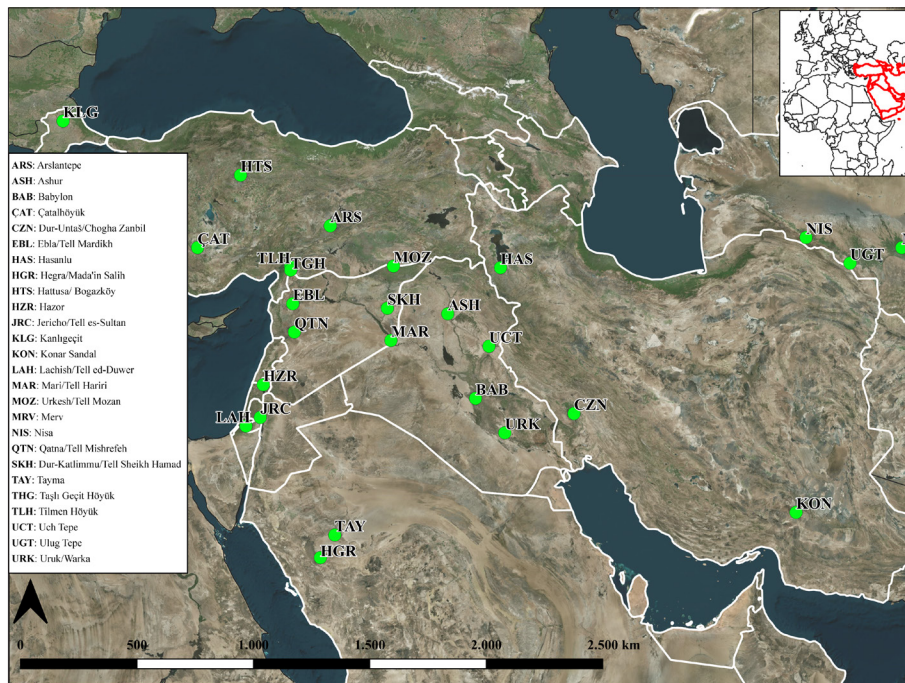 KLG
HTS
ARS
ÇAT
NIS
TLH
TGH
MOZ
HAS
UGT
EBL
SKH
ASH
QTN
MAR
UCT
HZR
BAB
JRC
CZN
LAH
URK
KON
TAY
HGR
ARS: Arslantepe
ASH: Ashur
BAB: Babylon
ÇAT: Çatalhöyük
CZN: Dur-Untaš/Chogha Zanbil
EBL: Ebla/Tell Mardikh
HAS: Hasanlu
HGR: Hegra/Mada'in Salih
HTS: Hattusa/ Bogazköy
HZR: Hazor
JRC: Jericho/Tell es-Sultan
KLG: Kanlıgeçit
KON: Konar Sandal
LAH: Lachish/Tell ed-Duwer
MAR: Mari/Tell Hariri
MOZ: Urkesh/Tell Mozan
MRV: Merv
NIS: Nisa
QTN: Qatna/Tell Mishrefeh
SKH: Dur-Katlimmu/Tell Sheikh Hamad
TAY: Tayma
THG: Taşlı Geçit Höyük
TLH: Tilmen Höyük
UCT: Uch Tepe
UGT: Ulug Tepe
URK: Uruk/Warka
0 500 1.000 1.500 2.000 2.500 km